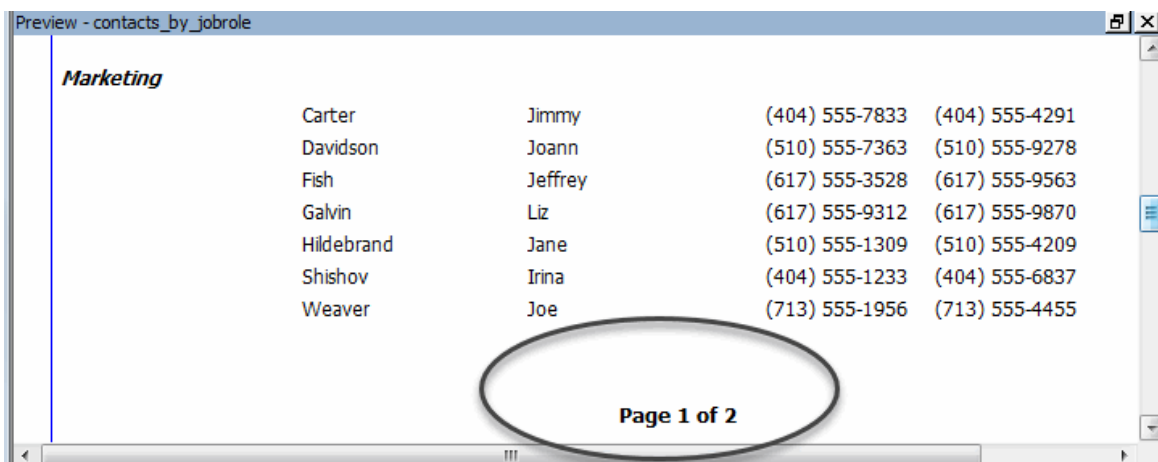 Preview - contacts_by_jobrole
Marketing
Carter Jimmy (404) 555-7833 (404) 555-4291
Davidson Joann (510) 555-7363 (510) 555-9278
Fish Jeffrey (617) 555-3528 (617) 555-9563
Galvin Liz (617) 555-9312 (617) 555-9870
Hildebrand Jane (510) 555-1309 (510) 555-4209
Shishov Irina (404) 555-1233 (404) 555-6837
Weaver Joe (713) 555-1956 (713) 555-4455
Page 1 of 2